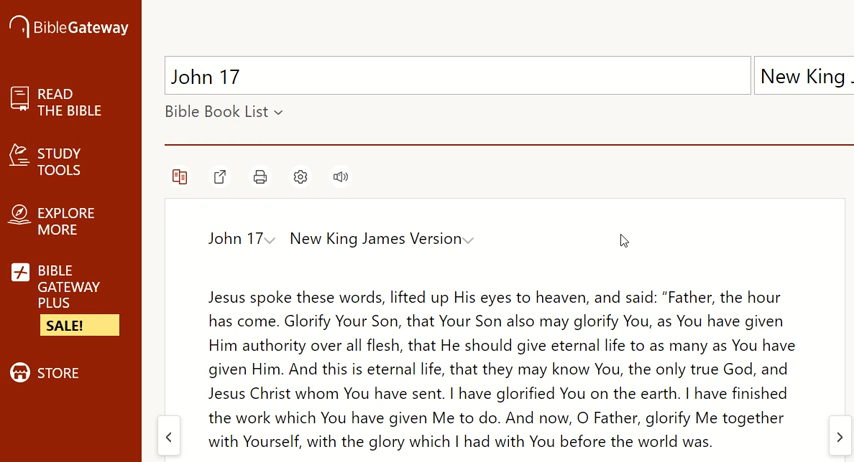 BibleGateway
John 17
New King J
Bible Book List
READ
THE BIBLE
STUDY
TOOLS
EXPLORE
MORE
BIBLE
GATEWAY
PLUS
SALE!
STORE
John 17 New King James Version
Jesus spoke these words, lifted up His eyes to heaven, and said: “Father, the hour
has come. Glorify Your Son, that Your Son also may glorify You, as You have given
Him authority over all flesh, that He should give eternal life to as many as You have
given Him. And this is eternal life, that they may know You, the only true God, and
Jesus Christ whom You have sent. I have glorified You on the earth. I have finished
the work which You have given Me to do. And now, O Father, glorify Me together
with Yourself, with the glory which I had with You before the world was.